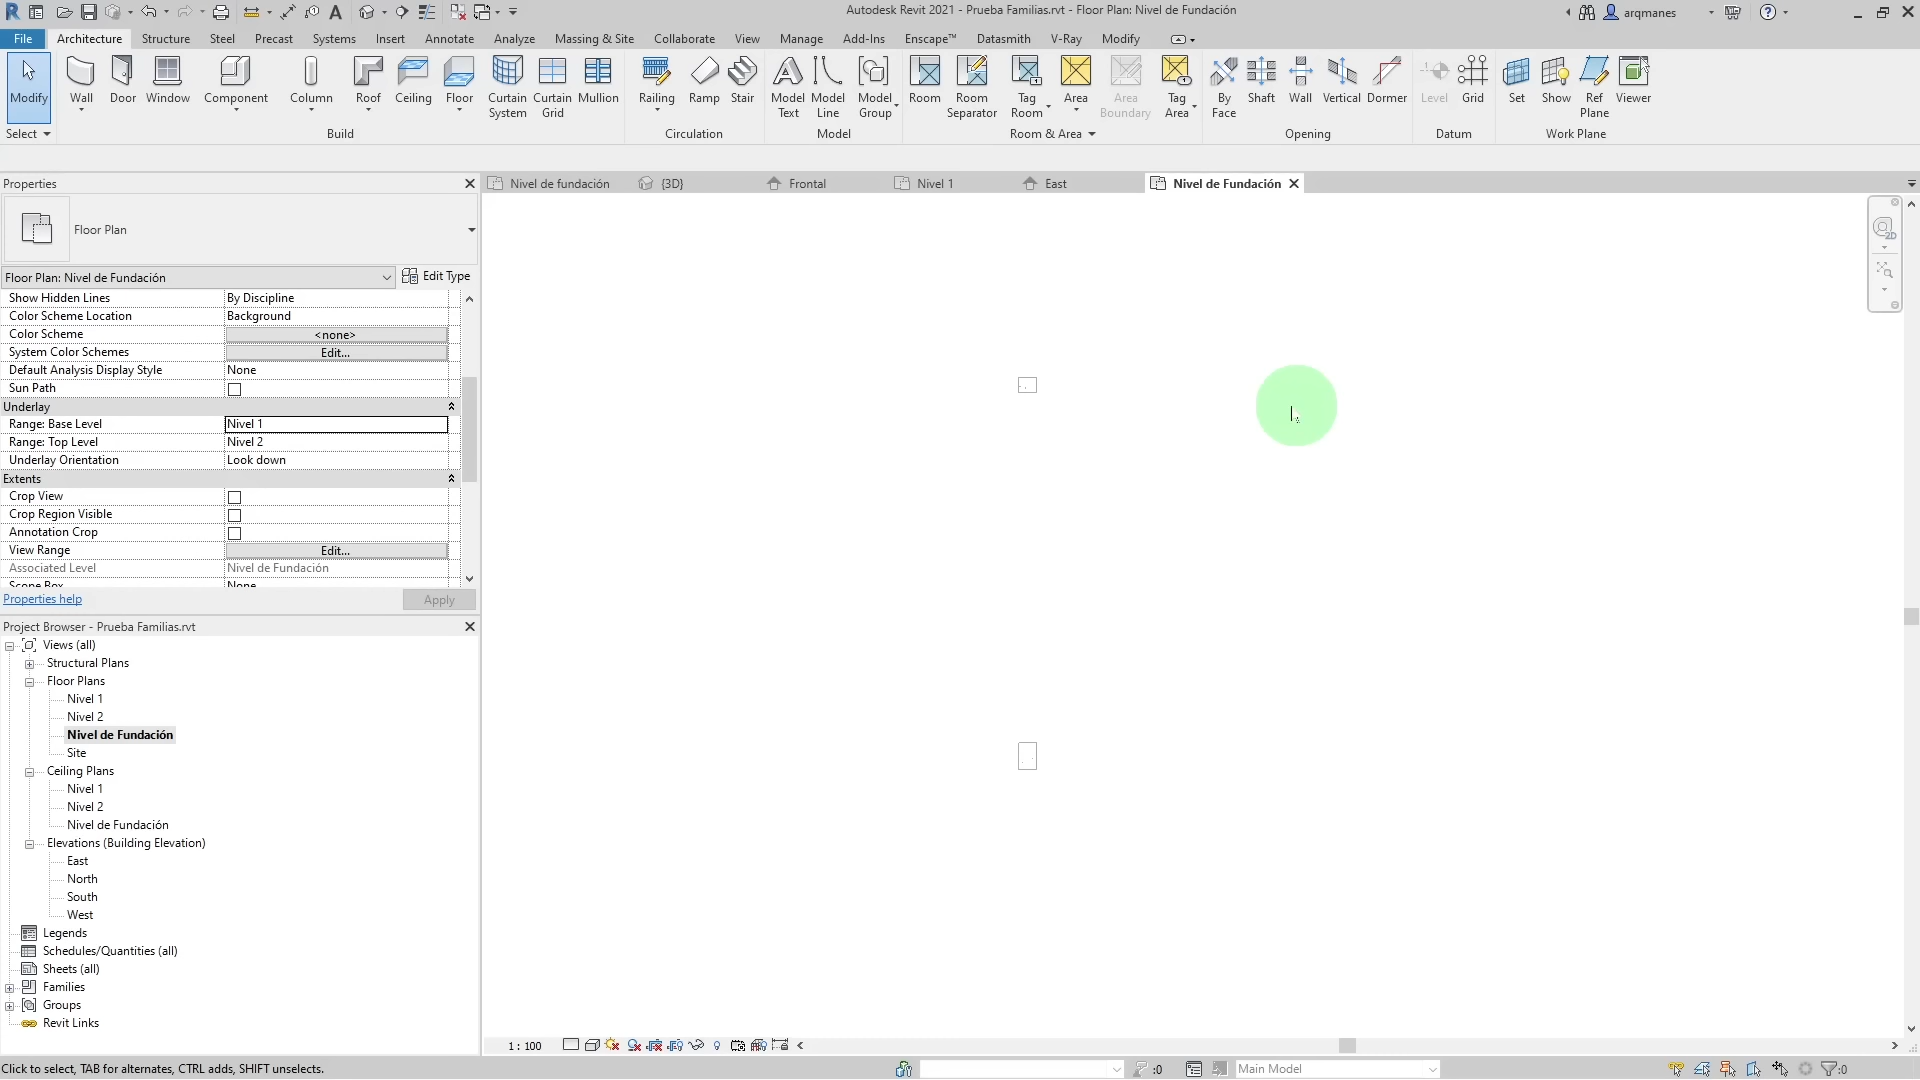 Autodesk Revit 2021 - Prueba Familias.rvt - Floor Plan: Nivel de Fundación
arqmanes
File Architecture Structure Steel Precast Systems Insert Annotate Analyze Massing & Site Collaborate View Manage Add-Ins Enscape™ Datasmith V-Ray Modify
Modify Wall Door Window Component Column Roof Ceiling Floor Curtain System Curtain Grid Mullion Railing Ramp Stair Model Text Model Line Model Group Room Room Separator Tag Room Area Area Boundary Tag Area By Face Shaft Wall Vertical Dormer Level Grid Set Show Ref Plane Viewer
Select Build Circulation Model Room & Area Opening Datum Work Plane
Properties
Nivel de fundación {3D} Frontal Nivel 1 East Nivel de Fundación
Floor Plan
Floor Plan: Nivel de Fundación Edit Type
Show Hidden Lines By Discipline
Color Scheme Location Background
Color Scheme <none>
System Color Schemes Edit...
Default Analysis Display Style None
Sun Path
Underlay
Range: Base Level Nivel 1
Range: Top Level Nivel 2
Underlay Orientation Look down
Extents
Crop View
Crop Region Visible
Annotation Crop
View Range Edit...
Associated Level Nivel de Fundación
Scope Box None
Properties help Apply
Project Browser - Prueba Familias.rvt
Views (all)
Structural Plans
Floor Plans
Nivel 1
Nivel 2
Nivel de Fundación
Site
Ceiling Plans
Nivel 1
Nivel 2
Nivel de Fundación
Elevations (Building Elevation)
East
North
South
West
Legends
Schedules/Quantities (all)
Sheets (all)
Families
Groups
Revit Links
1 : 100
Click to select, TAB for alternates, CTRL adds, SHIFT unselects.
:0
Main Model
:0